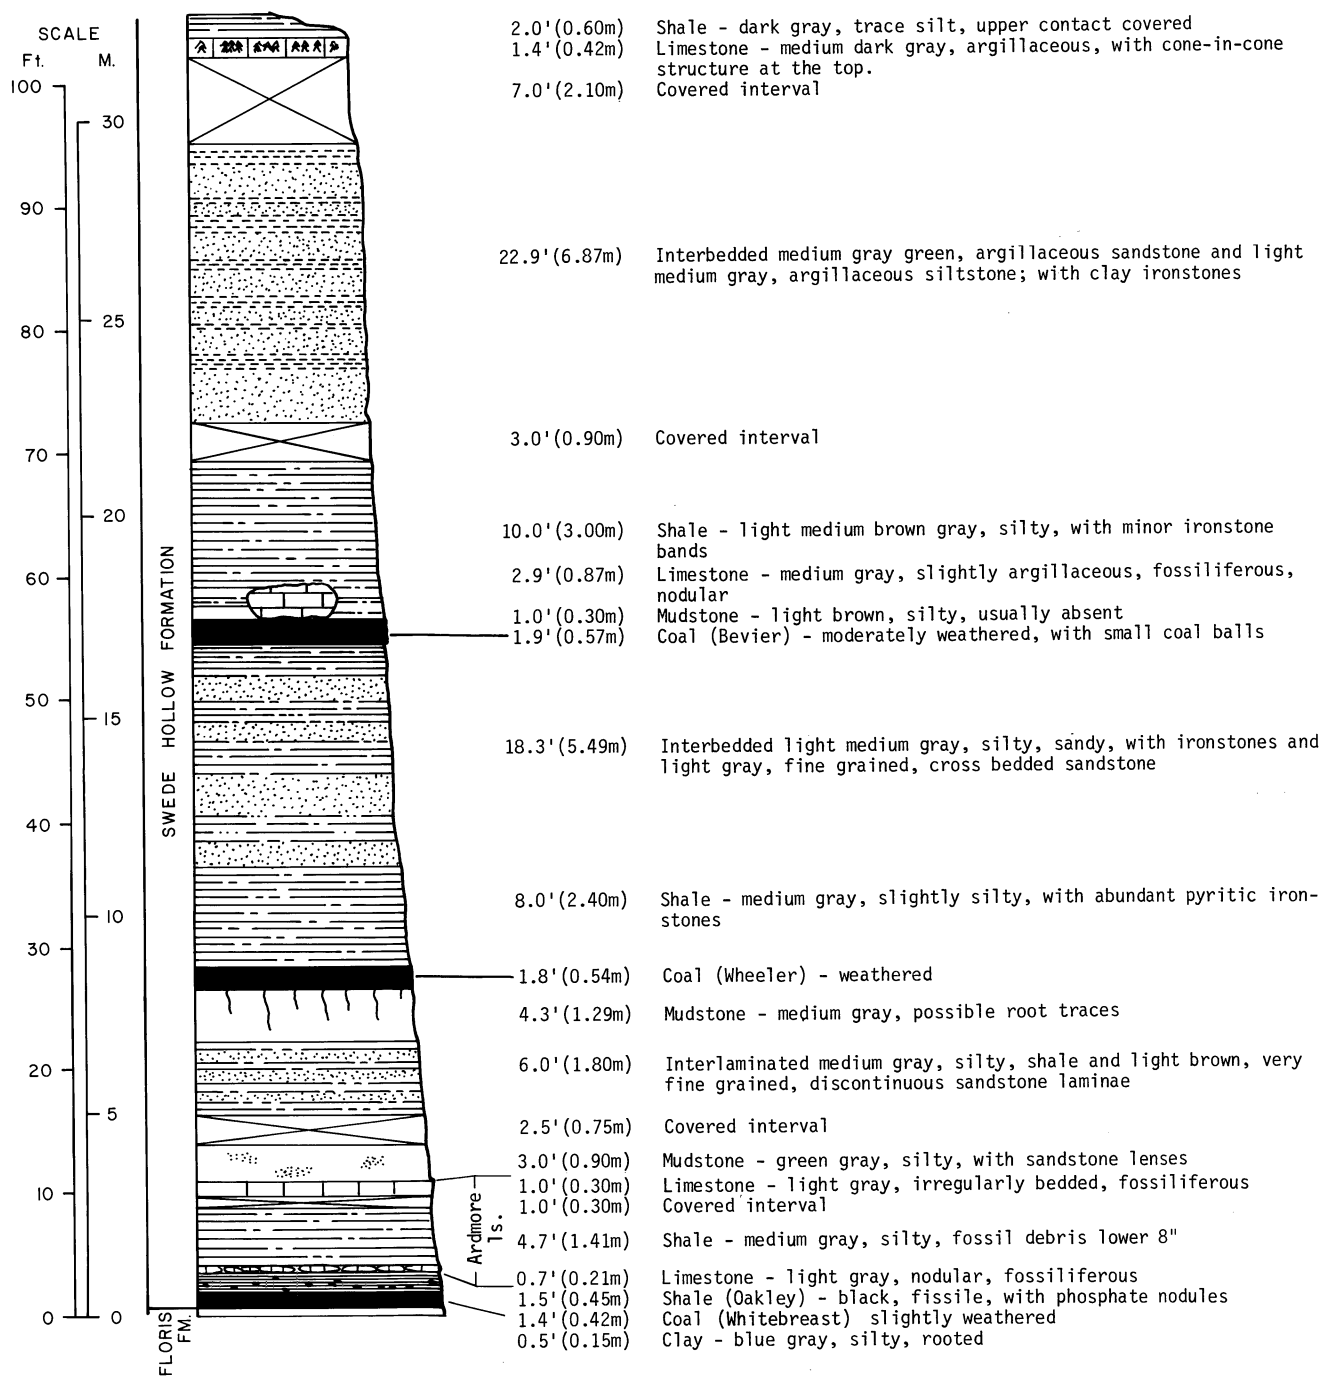 SCALE
Ft. M.
100
30
90
80
25
70
20
60
50
15
40
10
30
20
5
10
0 0
SWEDE HOLLOW FORMATION
FLORIS FM.
2.0'(0.60m) Shale - dark gray, trace silt, upper contact covered
1.4'(0.42m) Limestone - medium dark gray, argillaceous, with cone-in-cone
structure at the top.
7.0'(2.10m) Covered interval
22.9'(6.87m) Interbedded medium gray green, argillaceous sandstone and light
medium gray, argillaceous siltstone; with clay ironstones
3.0'(0.90m) Covered interval
10.0'(3.00m) Shale - light medium brown gray, silty, with minor ironstone
bands
2.9'(0.87m) Limestone - medium gray, slightly argillaceous, fossiliferous,
nodular
1.0'(0.30m) Mudstone - light brown, silty, usually absent
1.9'(0.57m) Coal (Bevier) - moderately weathered, with small coal balls
18.3'(5.49m) Interbedded light medium gray, silty, sandy, with ironstones and
light gray, fine grained, cross bedded sandstone
8.0'(2.40m) Shale - medium gray, slightly silty, with abundant pyritic iron-
stones
1.8'(0.54m) Coal (Wheeler) - weathered
4.3'(1.29m) Mudstone - medium gray, possible root traces
6.0'(1.80m) Interlaminated medium gray, silty, shale and light brown, very
fine grained, discontinuous sandstone laminae
2.5'(0.75m) Covered interval
3.0'(0.90m) Mudstone - green gray, silty, with sandstone lenses
1.0'(0.30m) Limestone - light gray, irregularly bedded, fossiliferous
1.0'(0.30m) Covered interval
Ardmore
ls.
4.7'(1.41m) Shale - medium gray, silty, fossil debris lower 8"
0.7'(0.21m) Limestone - light gray, nodular, fossiliferous
1.5'(0.45m) Shale (Oakley) - black, fissile, with phosphate nodules
1.4'(0.42m) Coal (Whitebreast) slightly weathered
0.5'(0.15m) Clay - blue gray, silty, rooted